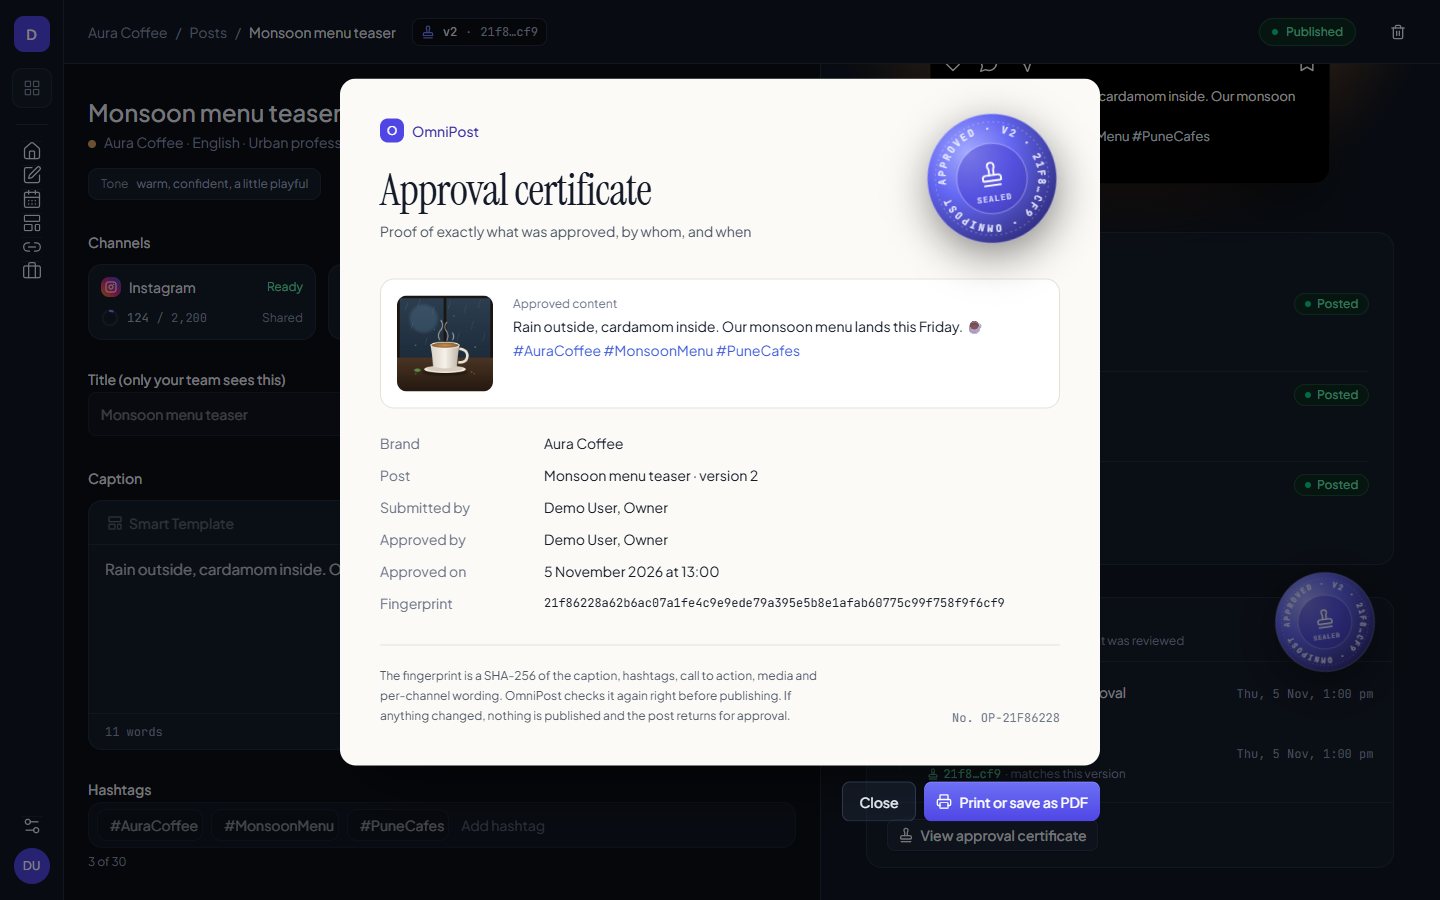 D
Aura Coffee / Posts / Monsoon menu teaser
v2 · 21f8…cf9
Published
Monsoon menu teaser
Aura Coffee · English · Urban profess
Tone warm, confident, a little playful
Channels
Instagram
Ready
124 / 2,200
Shared
Title (only your team sees this)
Monsoon menu teaser
Caption
Smart Template
Rain outside, cardamom inside. O
11 words
Hashtags
#AuraCoffee #MonsoonMenu #PuneCafes Add hashtag
3 of 30
DU
O OmniPost
Approval certificate
Proof of exactly what was approved, by whom, and when
APPROVED · V2 · 21F8–CF9 · OMNIPOST ·
SEALED
Approved content
Rain outside, cardamom inside. Our monsoon menu lands this Friday.
#AuraCoffee #MonsoonMenu #PuneCafes
Brand Aura Coffee
Post Monsoon menu teaser · version 2
Submitted by Demo User, Owner
Approved by Demo User, Owner
Approved on 5 November 2026 at 13:00
Fingerprint 21f86228a62b6ac07a1fe4c9e9ede79a395e5b8e1afab60775c99f758f9f6cf9
The fingerprint is a SHA-256 of the caption, hashtags, call to action, media and
per-channel wording. OmniPost checks it again right before publishing. If
anything changed, nothing is published and the post returns for approval.
No. OP-21F86228
Close
Print or save as PDF
cardamom inside. Our monsoon
Menu #PuneCafes
Posted
Posted
Posted
t was reviewed
APPROVED · V2 · 21F8–CF9 · OMNIPOST ·
SEALED
oval
Thu, 5 Nov, 1:00 pm
Thu, 5 Nov, 1:00 pm
21f8…cf9 · matches this version
View approval certificate